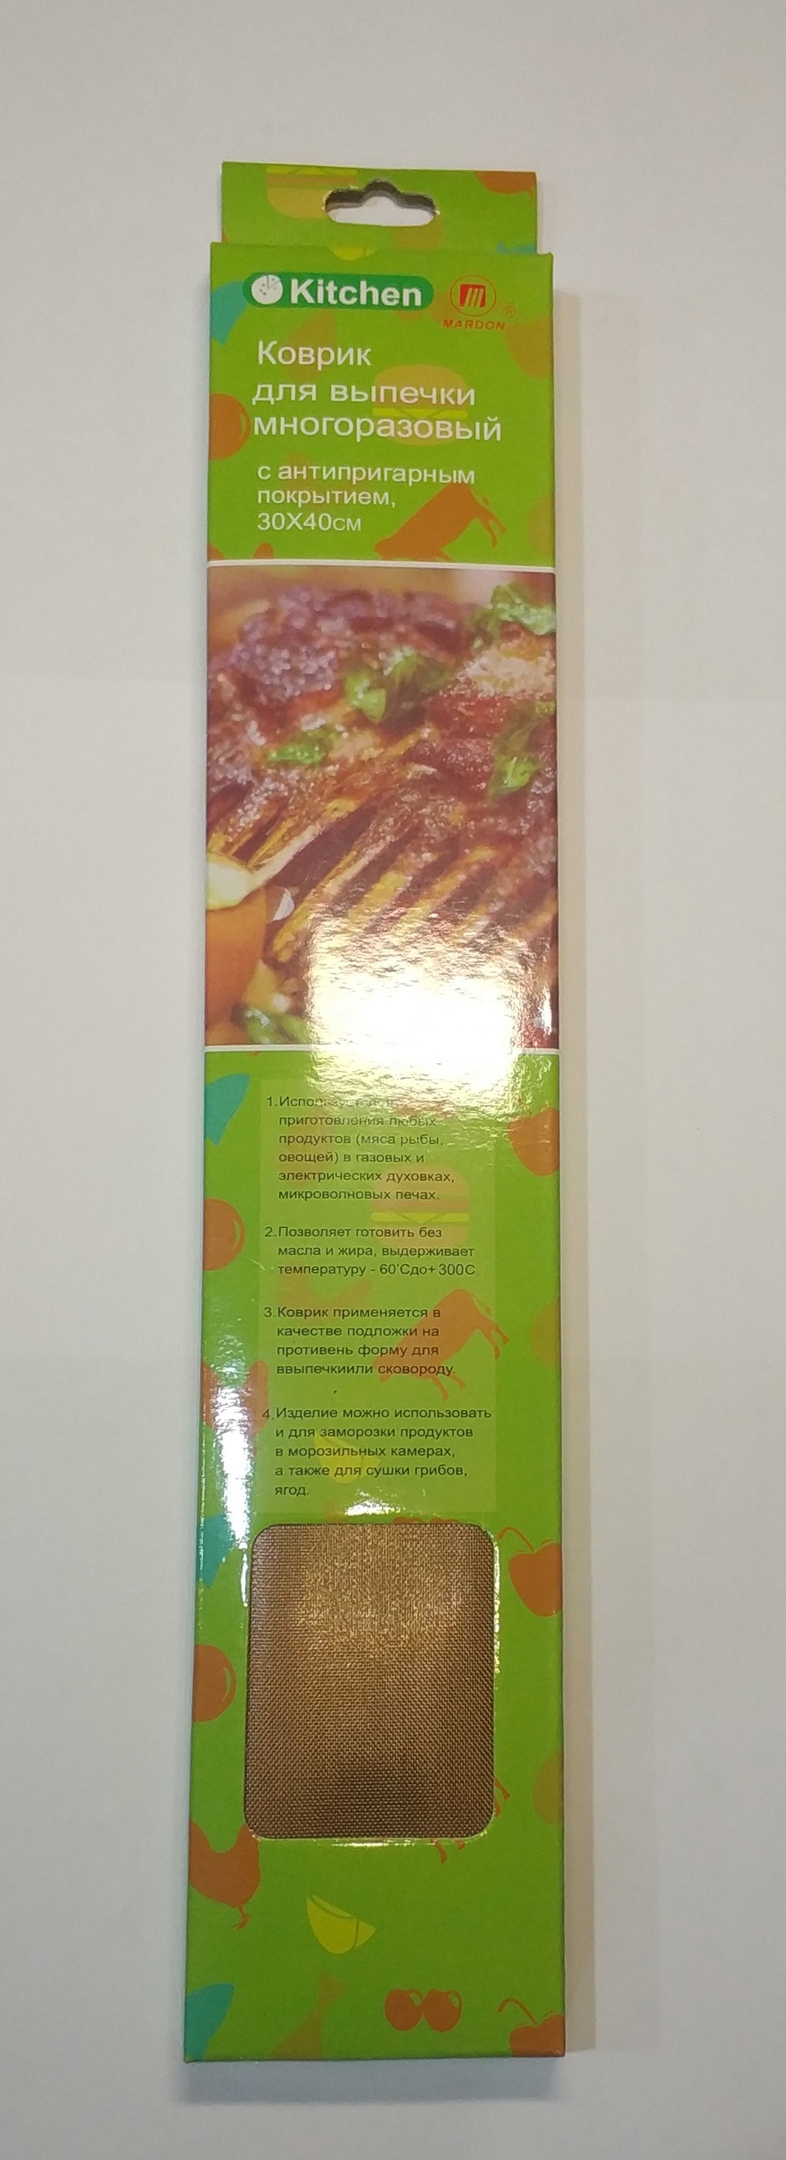 Kitchen
MARDON ®
Коврик
для выпечки
многоразовый
с антипригарным
покрытием,
30Х40см
1.
приготовления любых
продуктов (мяса рыбы,
овощей) в газовых и
электрических духовках,
микроволновых печах.
2.Позволяет готовить без
масла и жира, выдерживает
температуру - 60'Сдо+300С
3.Коврик применяется в
качестве подложки на
противень форму для
ввыпечкиили сковороду.
4.Изделие можно использовать
и для заморозки продуктов
в морозильных камерах,
а также для сушки грибов,
ягод.